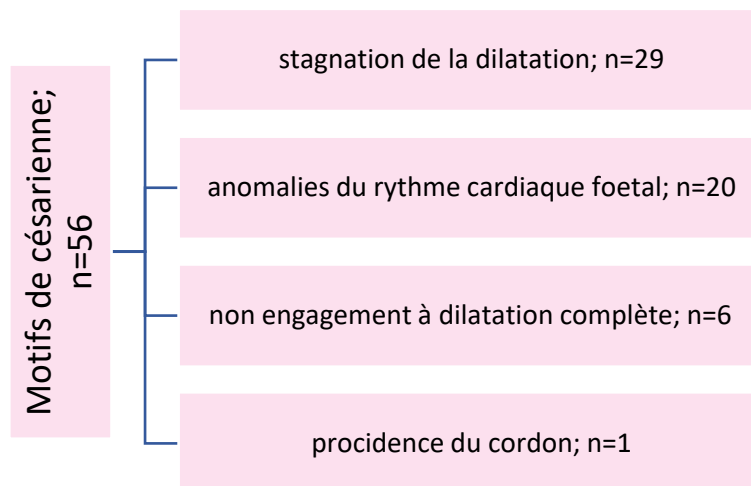 Motifs de césarienne;
n=56
stagnation de la dilatation; n=29
anomalies du rythme cardiaque foetal; n=20
non engagement à dilatation complète; n=6
procidence du cordon; n=1